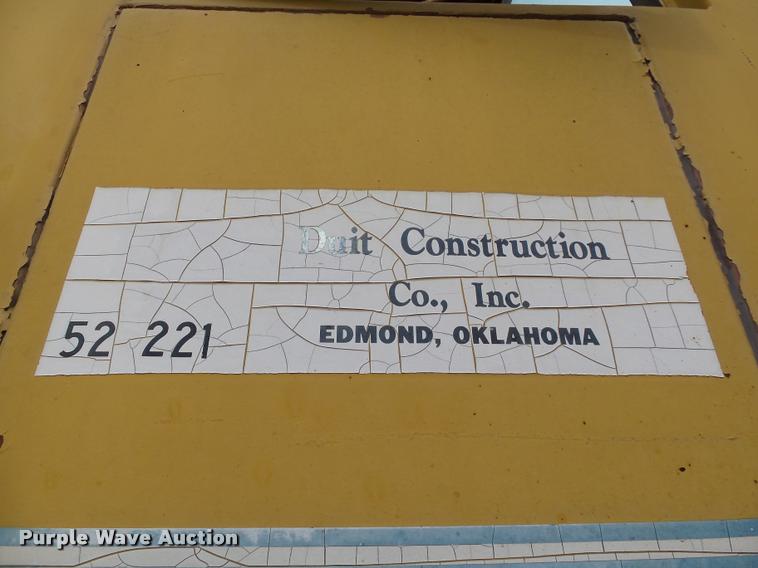 Duit Construction
Co., Inc.
52 221 EDMOND, OKLAHOMA
Purple Wave Auction